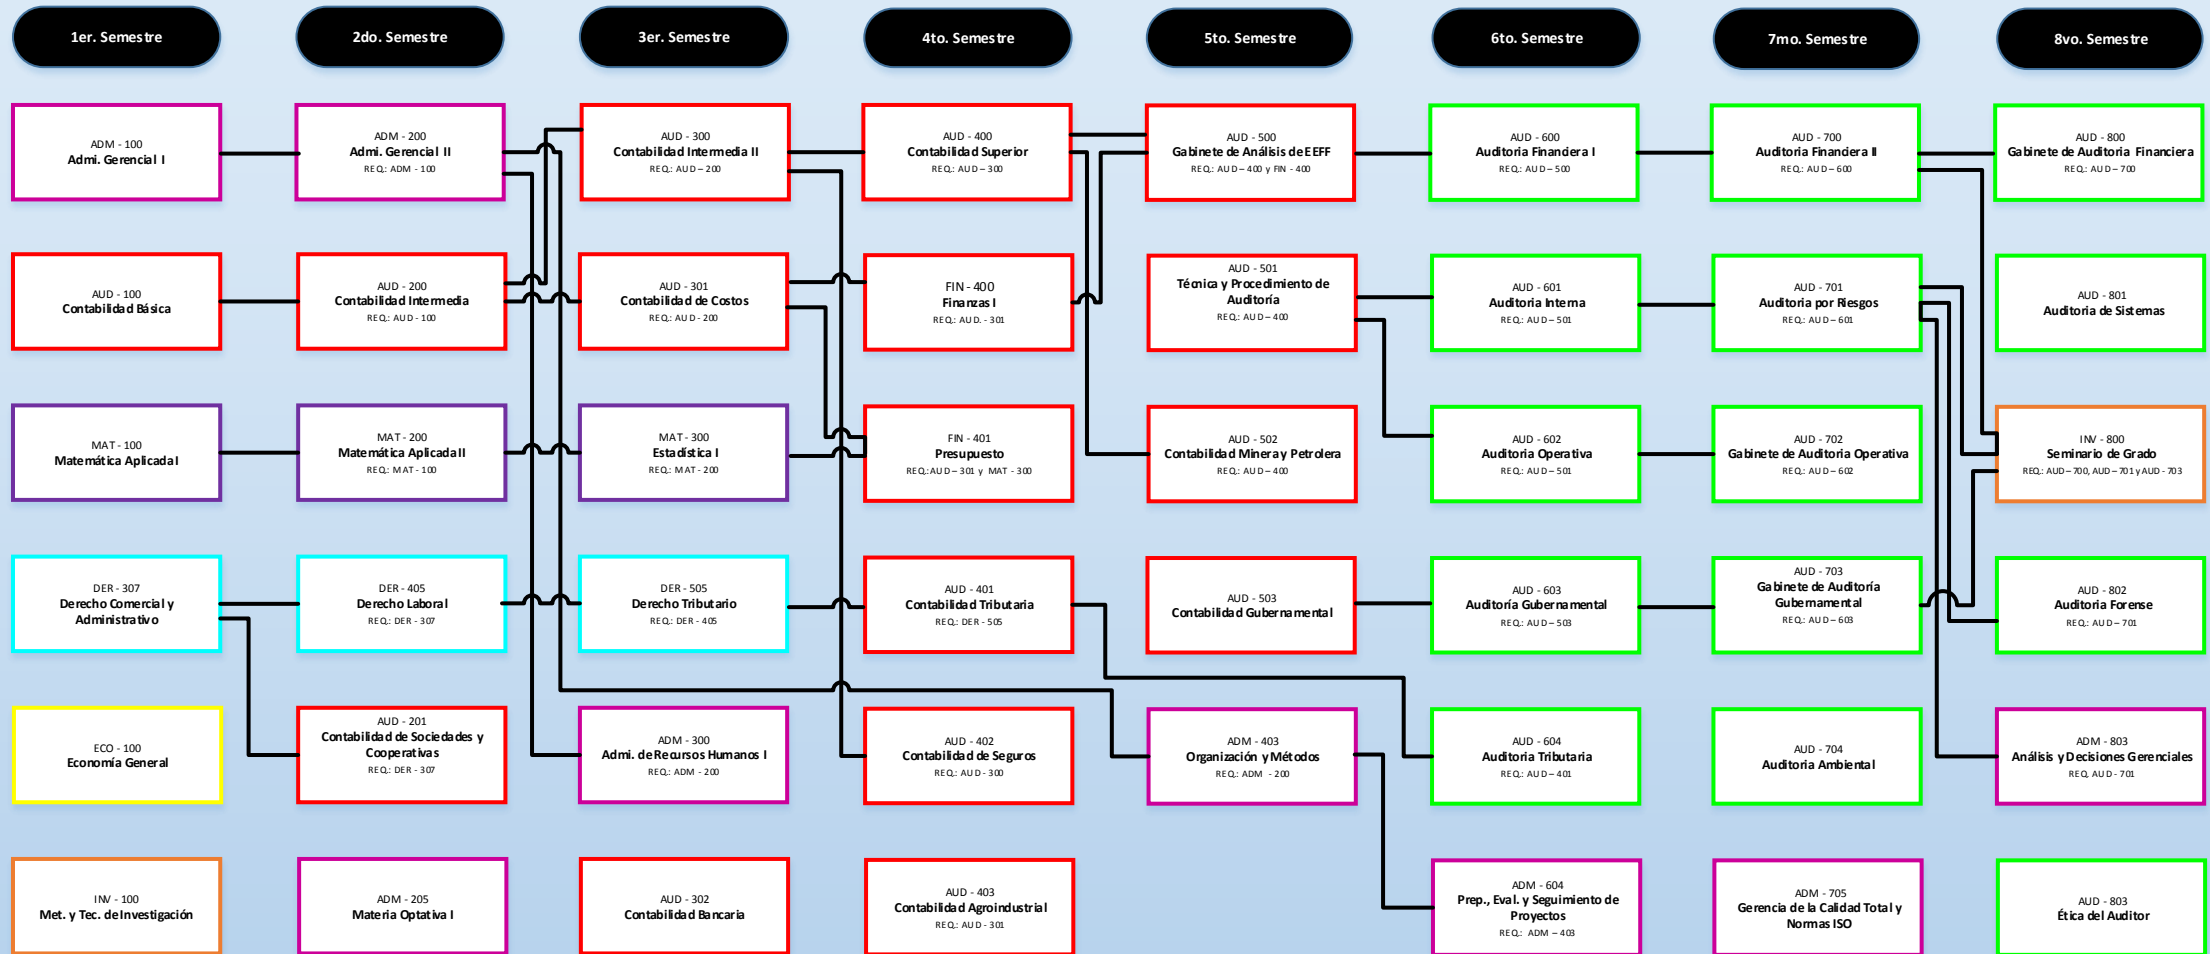 1er. Semestre
2do. Semestre
3er. Semestre
4to. Semestre
5to. Semestre
6to. Semestre
7mo. Semestre
8vo. Semestre
ADM - 100
Admi. Gerencial I
ADM - 200
Admi. Gerencial II
REQ.: ADM - 100
AUD - 300
Contabilidad Intermedia II
REQ.: AUD – 200
AUD - 400
Contabilidad Superior
REQ.: AUD – 300
AUD - 500
Gabinete de Análisis de EEFF
REQ.: AUD – 400 y FIN - 400
AUD - 600
Auditoria Financiera I
REQ.: AUD – 500
AUD - 700
Auditoria Financiera II
REQ.: AUD – 600
AUD - 800
Gabinete de Auditoria Financiera
REQ.: AUD – 700
AUD - 100
Contabilidad Básica
AUD - 200
Contabilidad Intermedia
REQ.: AUD - 100
AUD - 301
Contabilidad de Costos
REQ.: AUD - 200
FIN - 400
Finanzas I
REQ.: AUD. - 301
AUD - 501
Técnica y Procedimiento de
Auditoría
REQ.: AUD – 400
AUD - 601
Auditoria Interna
REQ.: AUD – 501
AUD - 701
Auditoria por Riesgos
REQ.: AUD – 601
AUD - 801
Auditoria de Sistemas
MAT - 100
Matemática Aplicada I
MAT - 200
Matemática Aplicada II
REQ.: MAT - 100
MAT - 300
Estadística I
REQ.: MAT - 200
FIN - 401
Presupuesto
REQ.: AUD – 301 y MAT - 300
AUD - 502
Contabilidad Minera y Petrolera
REQ.: AUD – 400
AUD - 602
Auditoria Operativa
REQ.: AUD – 501
AUD - 702
Gabinete de Auditoria Operativa
REQ.: AUD – 602
INV - 800
Seminario de Grado
REQ.: AUD – 700, AUD – 701 y AUD - 703
DER - 307
Derecho Comercial y
Administrativo
DER - 405
Derecho Laboral
REQ.: DER - 307
DER - 505
Derecho Tributario
REQ.: DER - 405
AUD - 401
Contabilidad Tributaria
REQ.: DER - 505
AUD - 503
Contabilidad Gubernamental
AUD - 603
Auditoría Gubernamental
REQ.: AUD – 503
AUD - 703
Gabinete de Auditoría
Gubernamental
REQ.: AUD – 603
AUD - 802
Auditoria Forense
REQ.: AUD – 701
ECO - 100
Economía General
AUD - 201
Contabilidad de Sociedades y
Cooperativas
REQ.: DER - 307
ADM - 300
Admi. de Recursos Humanos I
REQ.: ADM - 200
AUD - 402
Contabilidad de Seguros
REQ.: AUD - 300
ADM - 403
Organización y Métodos
REQ.: ADM - 200
AUD - 604
Auditoria Tributaria
REQ.: AUD – 401
AUD - 704
Auditoria Ambiental
ADM - 803
Análisis y Decisiones Gerenciales
REQ. AUD - 701
INV - 100
Met. y Tec. de Investigación
ADM - 205
Materia Optativa I
AUD - 302
Contabilidad Bancaria
AUD - 403
Contabilidad Agroindustrial
REQ.: AUD - 301
ADM - 604
Prep., Eval. y Seguimiento de
Proyectos
REQ.: ADM – 403
ADM - 705
Gerencia de la Calidad Total y
Normas ISO
AUD - 803
Ética del Auditor